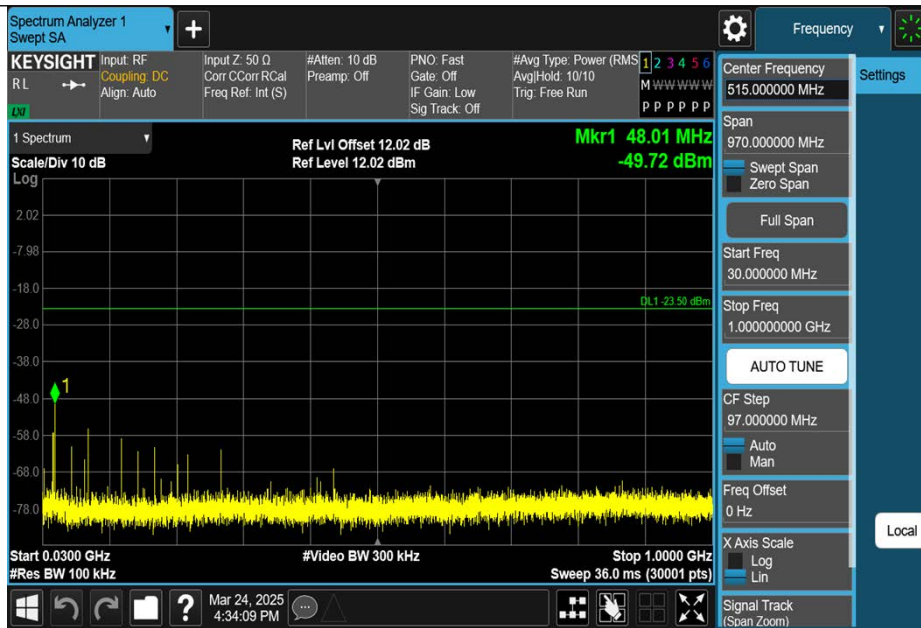 Spectrum Analyzer 1
Swept SA
Frequency
KEYSIGHT
R L
LXI
Input: RF
Coupling: DC
Align: Auto
Input Z: 50 Ω
Corr CCorr RCal
Freq Ref: Int (S)
#Atten: 10 dB
Preamp: Off
PNO: Fast
Gate: Off
IF Gain: Low
Sig Track: Off
#Avg Type: Power (RMS
Avg|Hold: 10/10
Trig: Free Run
1 2 3 4 5 6
M W W W W W
P P P P P P
1 Spectrum
Scale/Div 10 dB
Log
Ref Lvl Offset 12.02 dB
Ref Level 12.02 dBm
Mkr1 48.01 MHz
-49.72 dBm
2.02
-7.98
-18.0
DL1 -23.50 dBm
-28.0
-38.0
1
-48.0
-58.0
-68.0
-78.0
Start 0.0300 GHz
#Video BW 300 kHz
Stop 1.0000 GHz
#Res BW 100 kHz
Sweep 36.0 ms (30001 pts)
?
Mar 24, 2025
4:34:09 PM
Center Frequency
515.000000 MHz
Span
970.000000 MHz
Swept Span
Zero Span
Full Span
Start Freq
30.000000 MHz
Stop Freq
1.000000000 GHz
AUTO TUNE
CF Step
97.000000 MHz
Auto
Man
Freq Offset
0 Hz
X Axis Scale
Log
Lin
Signal Track
(Span Zoom)
Settings
Local